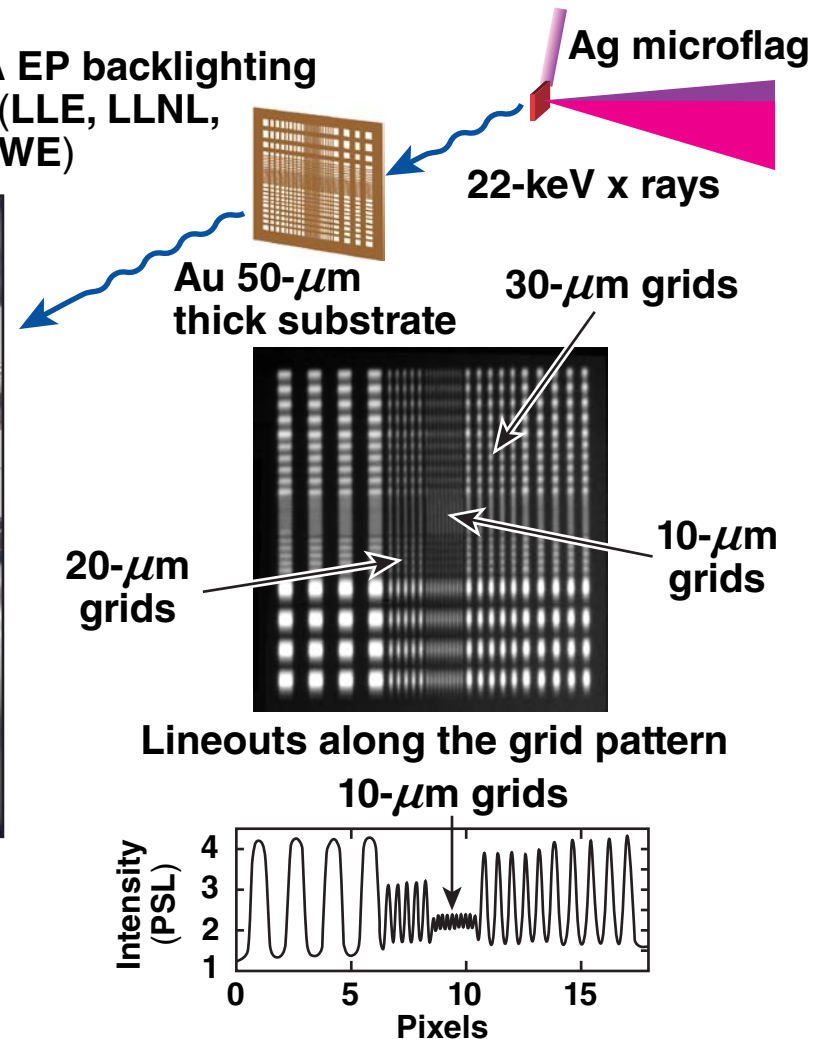 A EP backlighting
(LLE, LLNL,
WE)
Ag microflag
22-keV x rays
Au 50-μm
thick substrate
30-μm grids
20-μm
grids
10-μm
grids
Lineouts along the grid pattern
10-μm grids
Intensity
(PSL)
4
3
2
1
0 5 10 15
Pixels